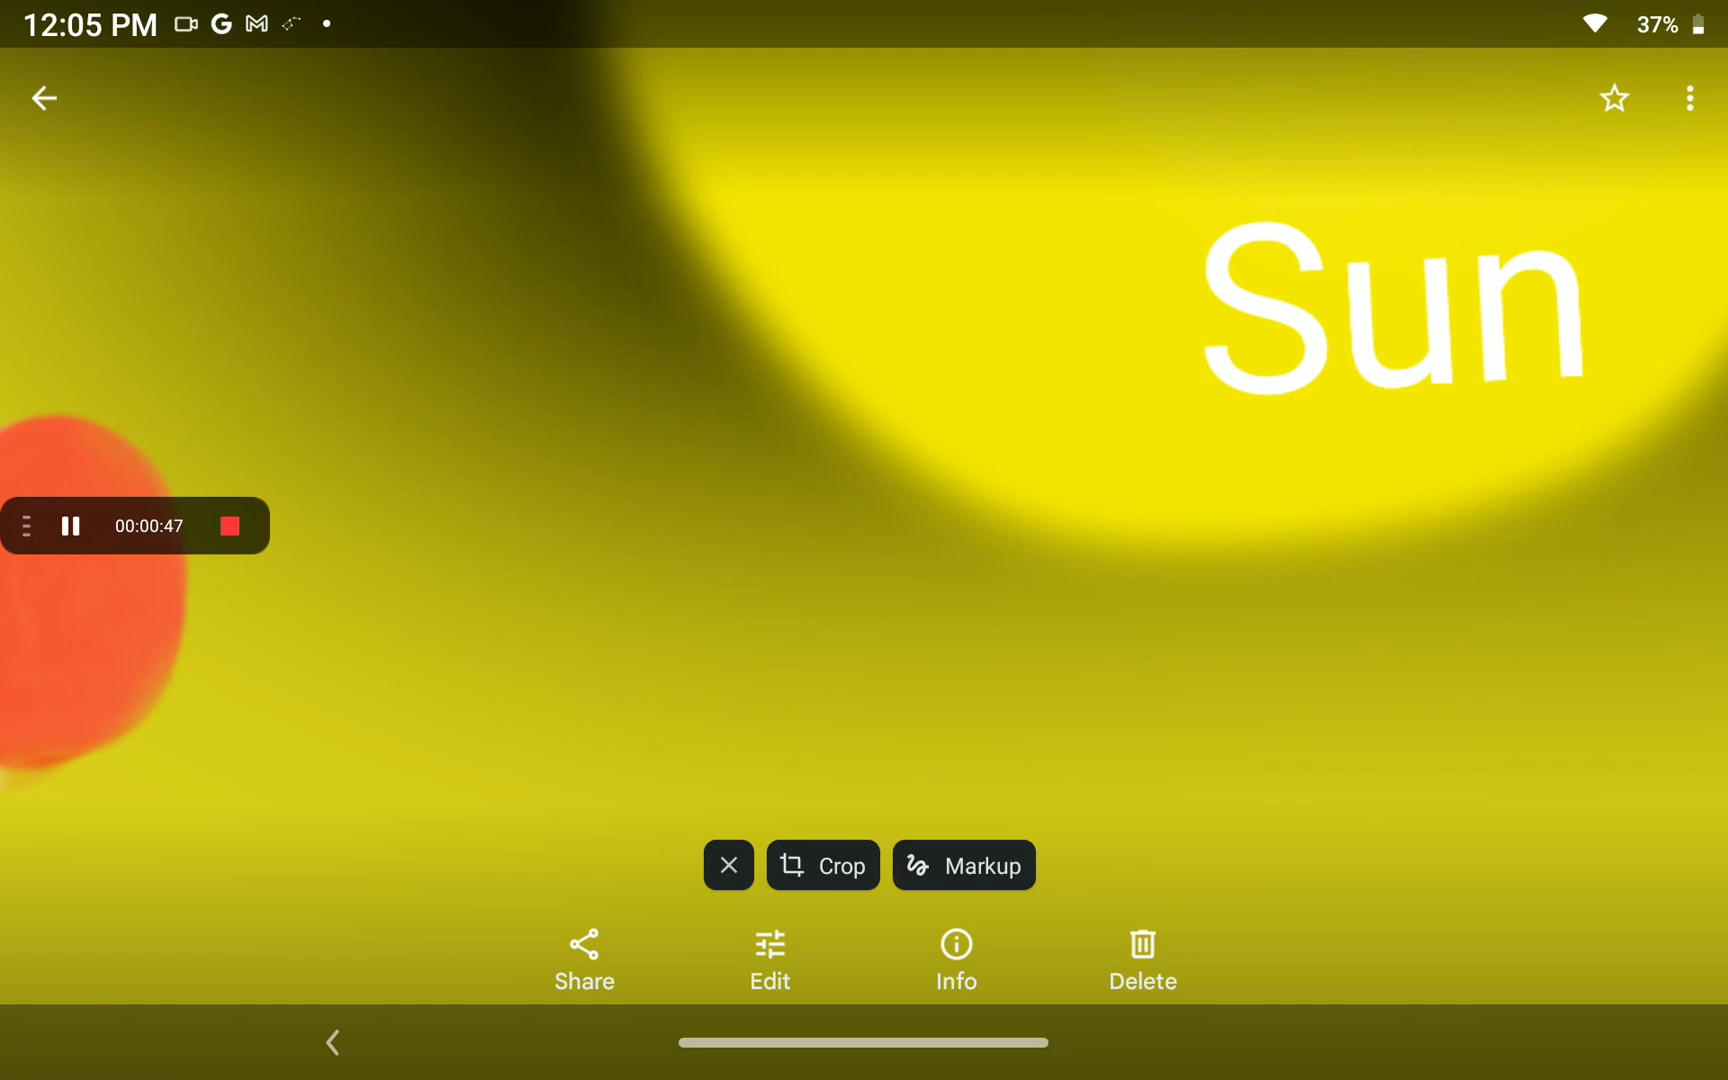 12:05 PM
37%
Sun
00:00:47
Crop
Markup
Share
Edit
Info
Delete